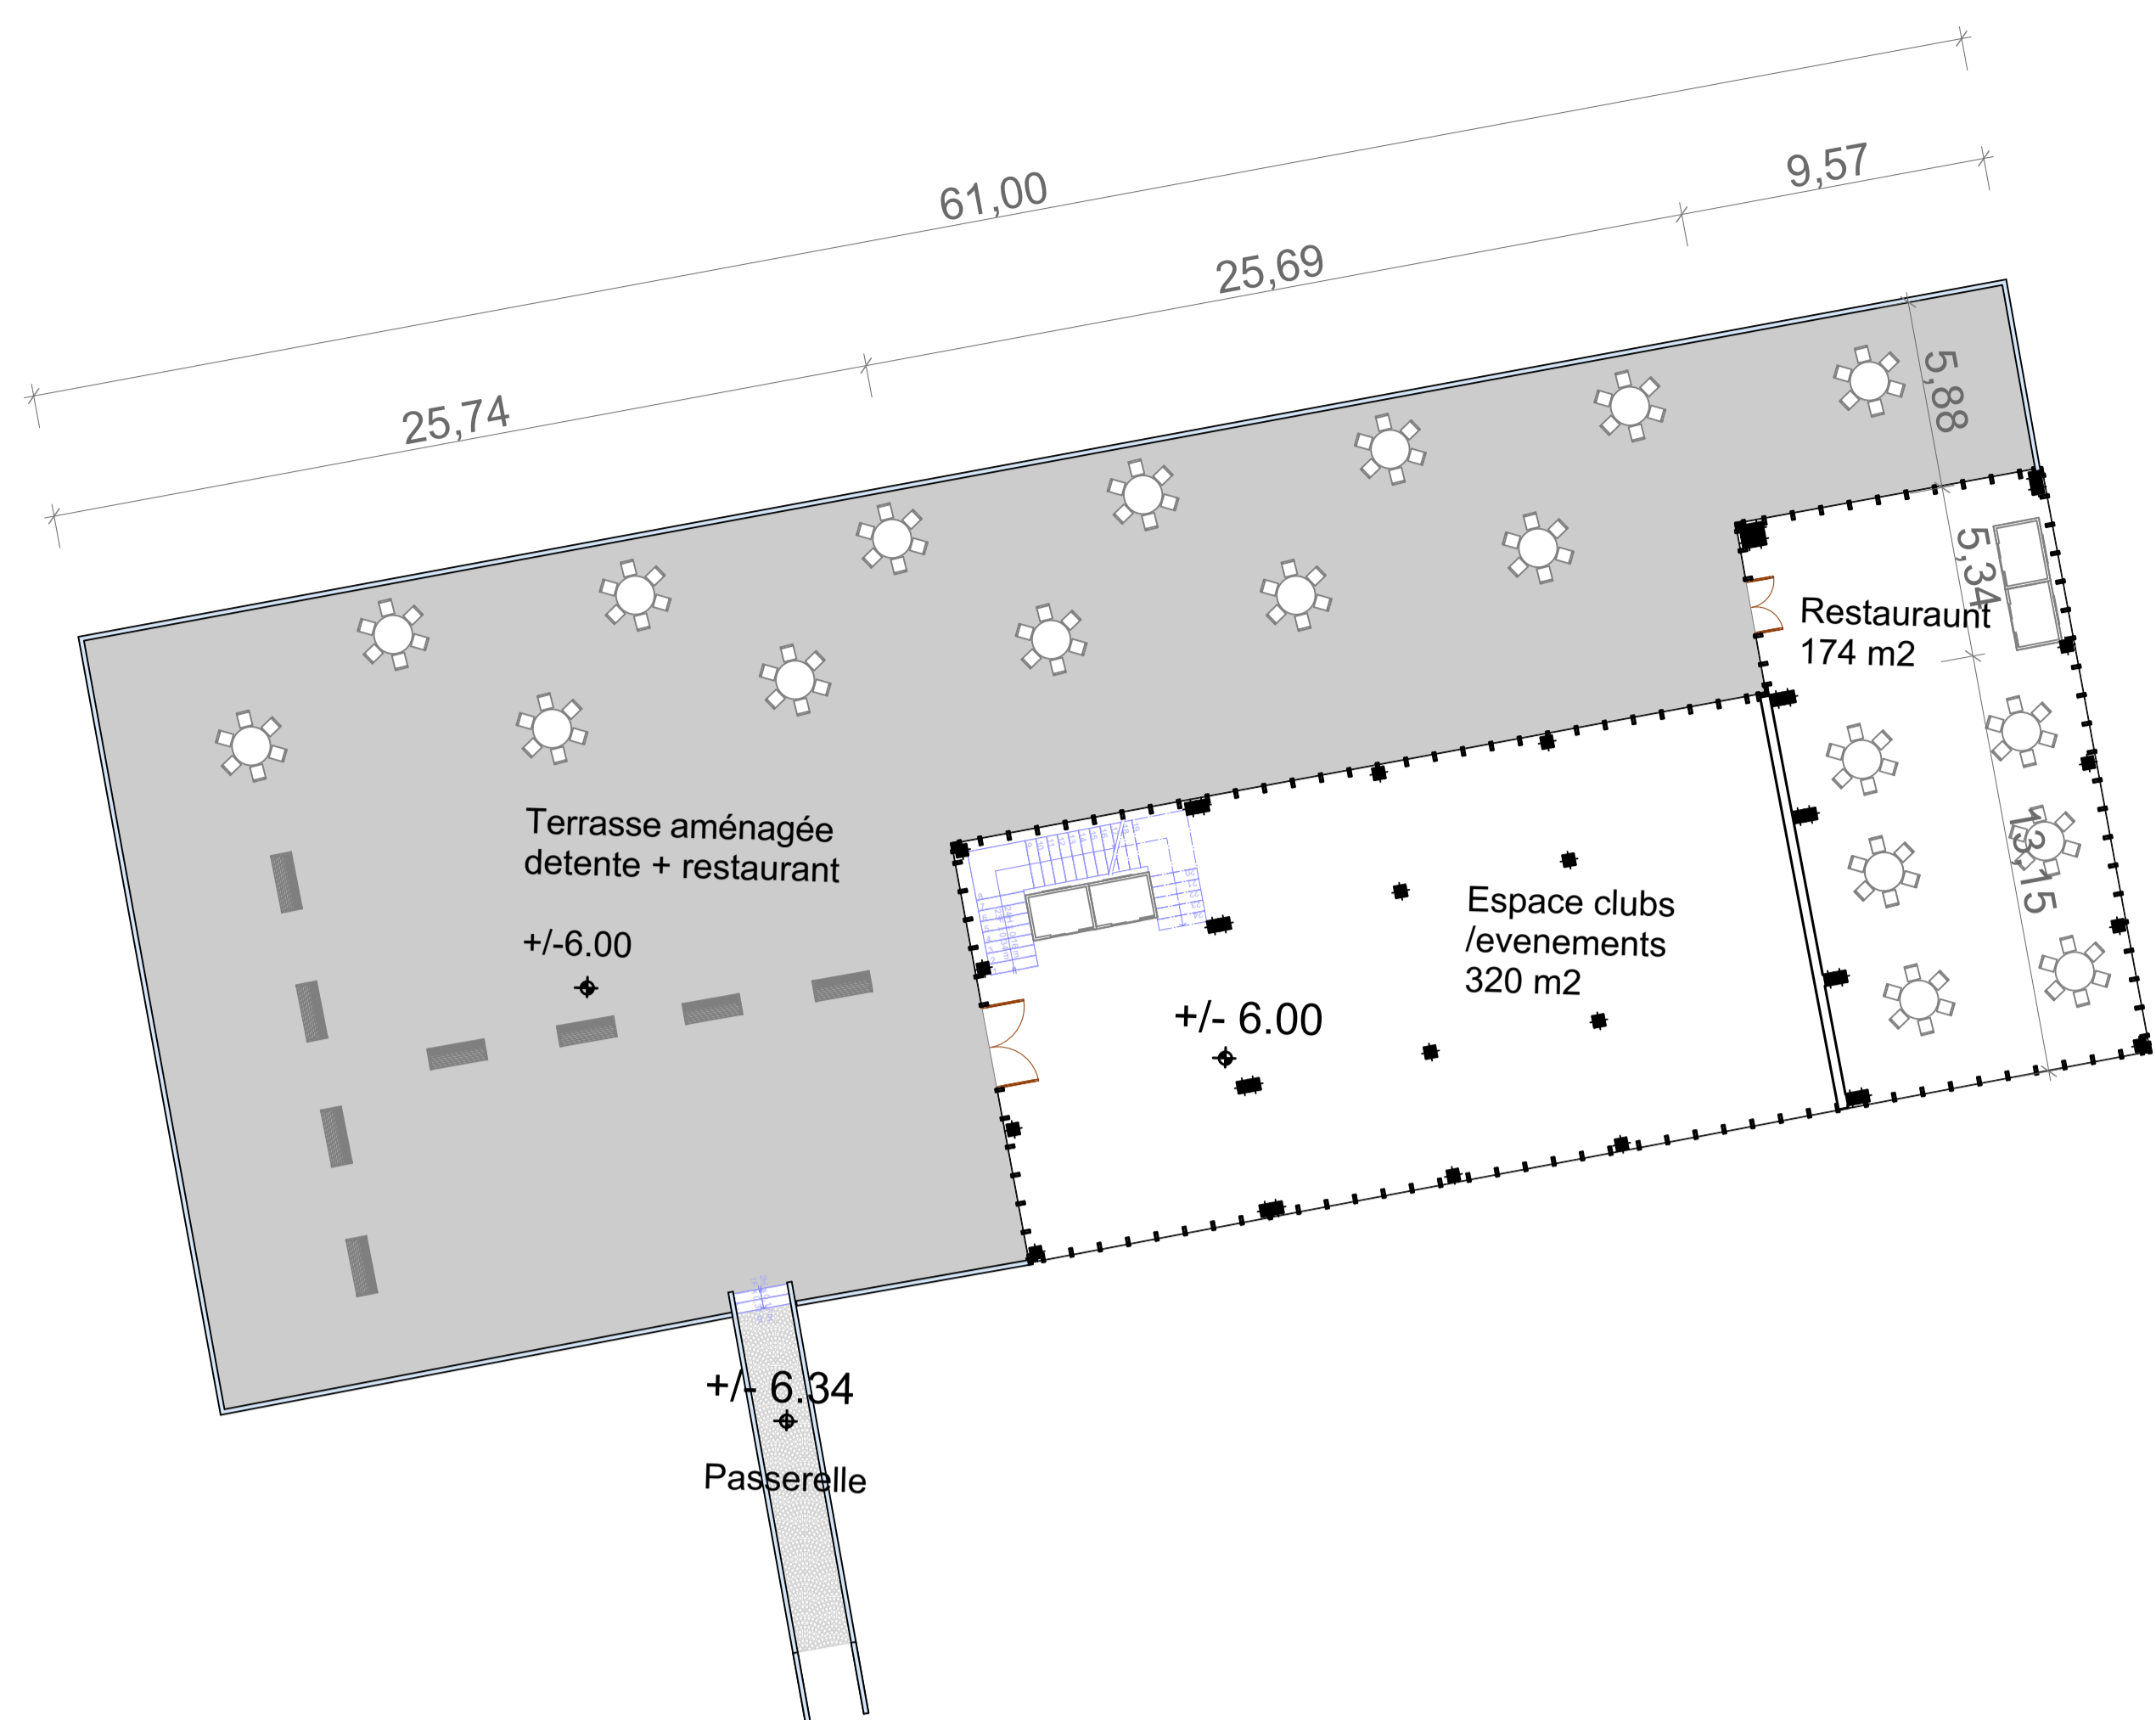 61,00
9,57
25,69
25,74
5,88
5,34
Restauraunt
174 m2
13,15
Terrasse aménagée
detente + restaurant
+/-6.00
Espace clubs
/evenements
320 m2
+/- 6.00
+/- 6.34
Passerelle